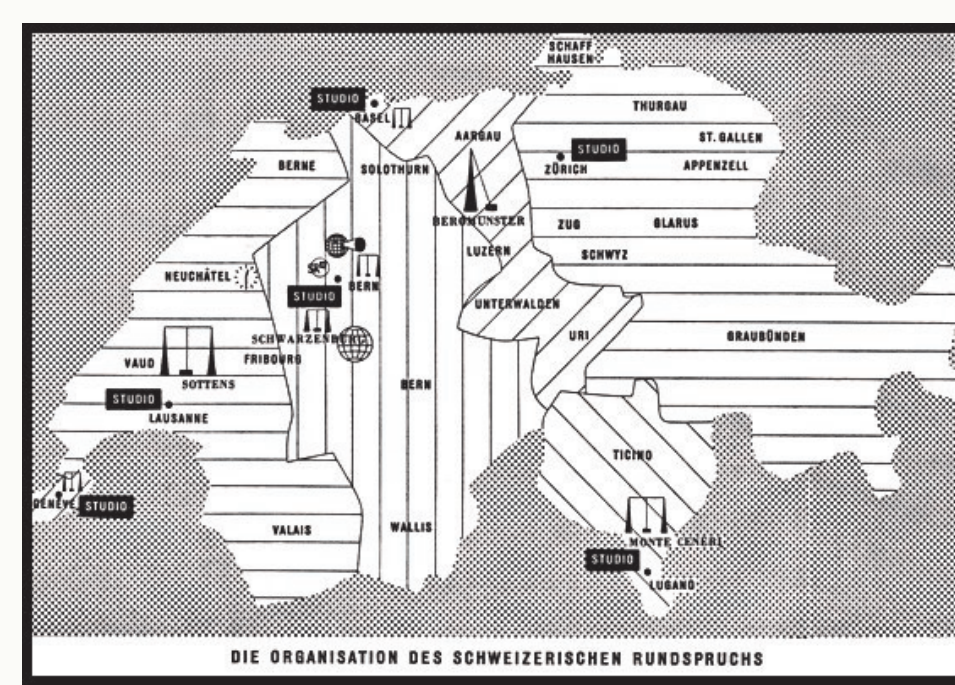 SCHAFF
HAUSEN
STUDIO
BASEL
THURGAU
AARGAU
ST. GALLEN
STUDIO
BERNE
SOLOTHURN
ZÜRICH
APPENZELL
BEROMÜNSTER
ZUG
GLARUS
LUZERN
SCHWYZ
NEUCHÂTEL
BERN
STUDIO
UNTERWALDEN
SCHWARZENBURG
URI
GRAUBÜNDEN
VAUD
FRIBOURG
SOTTENS
BERN
STUDIO
LAUSANNE
TICINO
GENÈVE
STUDIO
VALAIS
WALLIS
MONTE CENERI
STUDIO
LUGANO
DIE ORGANISATION DES SCHWEIZERISCHEN RUNDSPRUCHS